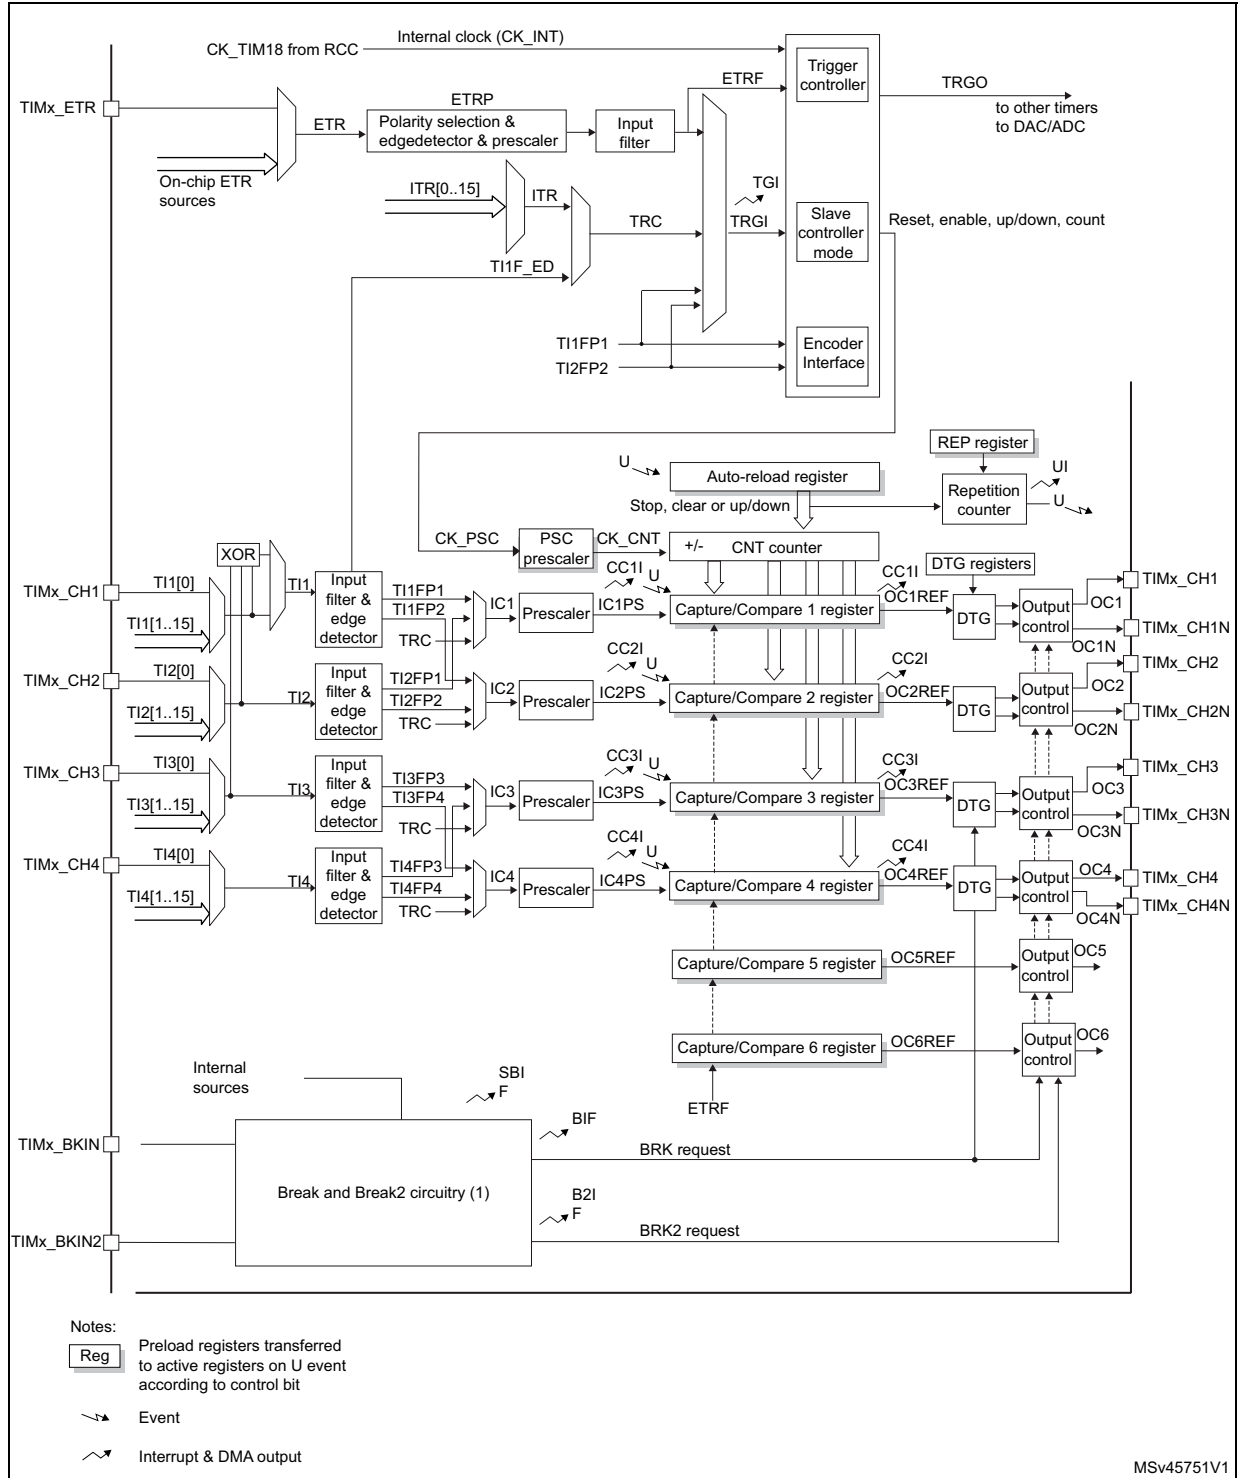 Internal clock (CK_INT)
CK_TIM18 from RCC
Trigger
controller
ETRF
TRGO
to other timers
to DAC/ADC
TIMx_ETR
ETRP
ETR
Polarity selection &
edgedetector & prescaler
Input
filter
On-chip ETR
sources
ITR[0..15]
ITR
TGI
TRC
TRGI
Slave
controller
mode
Reset, enable, up/down, count
TI1F_ED
TI1FP1
TI2FP2
Encoder
Interface
REP register
U
Auto-reload register
UI
Repetition
counter
U
Stop, clear or up/down
CK_PSC
PSC
prescaler
CK_CNT
+/-
CNT counter
XOR
DTG registers
TIMx_CH1
TI1[0]
TI1[1..15]
TI1
Input
filter &
edge
detector
TI1FP1
TI1FP2
TRC
IC1
Prescaler
IC1PS
CC1I
U
Capture/Compare 1 register
CC1I
OC1REF
DTG
Output
control
OC1
OC1N
TIMx_CH1
TIMx_CH1N
TIMx_CH2
TI2[0]
TI2[1..15]
TI2
Input
filter &
edge
detector
TI2FP1
TI2FP2
TRC
IC2
Prescaler
IC2PS
CC2I
U
Capture/Compare 2 register
CC2I
OC2REF
DTG
Output
control
OC2
OC2N
TIMx_CH2
TIMx_CH2N
TIMx_CH3
TI3[0]
TI3[1..15]
TI3
Input
filter &
edge
detector
TI3FP3
TI3FP4
TRC
IC3
Prescaler
IC3PS
CC3I
U
Capture/Compare 3 register
CC3I
OC3REF
DTG
Output
control
OC3
OC3N
TIMx_CH3
TIMx_CH3N
TIMx_CH4
TI4[0]
TI4[1..15]
TI4
Input
filter &
edge
detector
TI4FP3
TI4FP4
TRC
IC4
Prescaler
IC4PS
CC4I
U
Capture/Compare 4 register
CC4I
OC4REF
DTG
Output
control
OC4
OC4N
TIMx_CH4
TIMx_CH4N
Capture/Compare 5 register
OC5REF
Output
control
OC5
Capture/Compare 6 register
OC6REF
Output
control
OC6
ETRF
Internal
sources
SBI
F
BIF
TIMx_BKIN
BRK request
Break and Break2 circuitry (1)
B2I
F
BRK2 request
TIMx_BKIN2
Notes:
Reg
Preload registers transferred
to active registers on U event
according to control bit
Event
Interrupt & DMA output
MSv45751V1